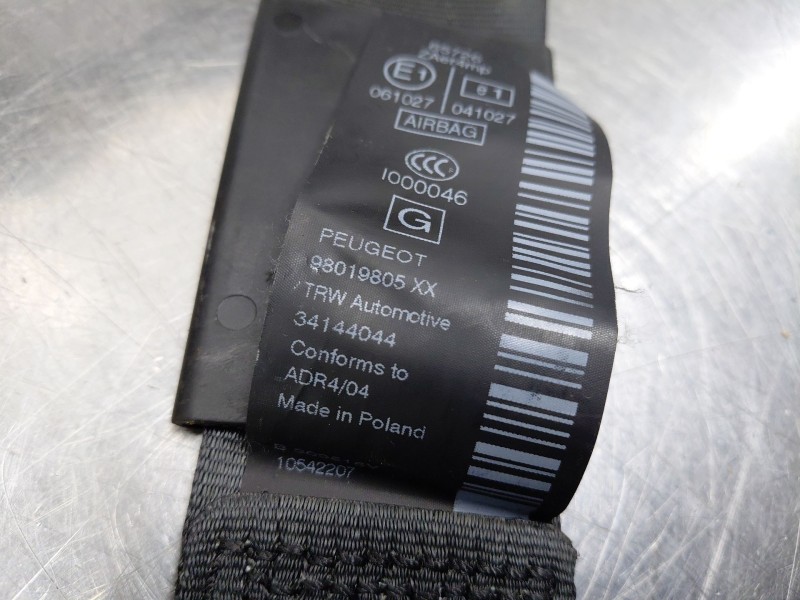 E1
e1
061027
041027
AIRBAG
CCC
I000046
G
PEUGEOT
98019805 XX
TRW Automotive
34144044
Conforms to
ADR4/04
Made in Poland
10542207